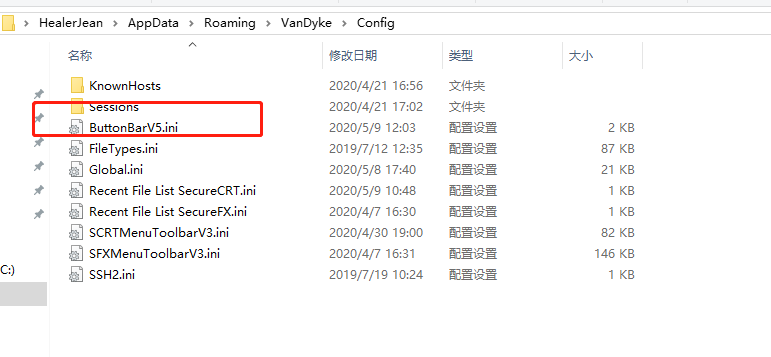 HealerJean > AppData > Roaming > VanDyke > Config
名称 修改日期 类型 大小
KnownHosts 2020/4/21 16:56 文件夹
Sessions 2020/4/21 17:02 文件夹
ButtonBarV5.ini 2020/5/9 12:03 配置设置 2 KB
FileTypes.ini 2019/7/12 12:35 配置设置 87 KB
Global.ini 2020/5/8 17:40 配置设置 21 KB
Recent File List SecureCRT.ini 2020/5/9 10:48 配置设置 1 KB
Recent File List SecureFX.ini 2020/4/7 16:30 配置设置 1 KB
SCRTMenuToolbarV3.ini 2020/4/30 19:00 配置设置 82 KB
SFXMenuToolbarV3.ini 2020/4/7 16:31 配置设置 146 KB
C:)
SSH2.ini 2019/7/19 10:24 配置设置 1 KB